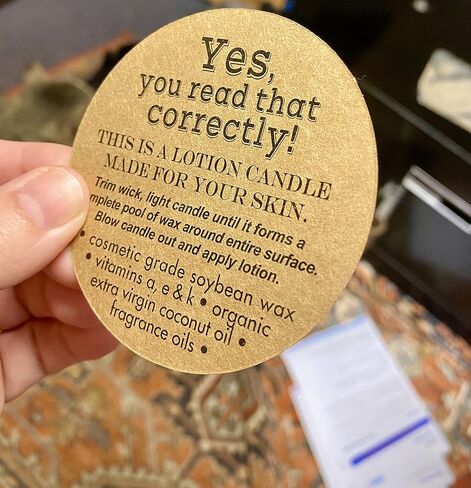 Yes,
you read that
correctly!
THIS IS A LOTION CANDLE
MADE FOR YOUR SKIN.
Trim wick, light candle until it forms a
mplete pool of wax around entire surface.
Blow candle out and apply lotion.
• cosmetic grade soybean wax
• vitamins a, e & k • organic
extra virgin coconut oil •
fragrance oils •